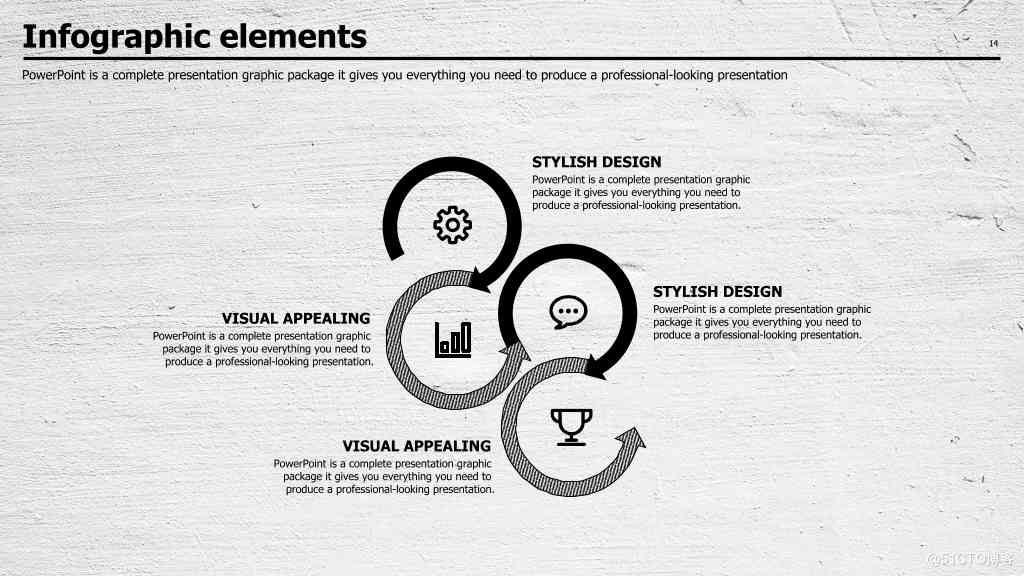 Infographic elements
14
PowerPoint is a complete presentation graphic package it gives you everything you need to produce a professional-looking presentation
STYLISH DESIGN
PowerPoint is a complete presentation graphic
package it gives you everything you need to
produce a professional-looking presentation.
STYLISH DESIGN
PowerPoint is a complete presentation graphic
package it gives you everything you need to
produce a professional-looking presentation.
VISUAL APPEALING
PowerPoint is a complete presentation graphic
package it gives you everything you need to
produce a professional-looking presentation.
VISUAL APPEALING
PowerPoint is a complete presentation graphic
package it gives you everything you need to
produce a professional-looking presentation.
@51CTO博客